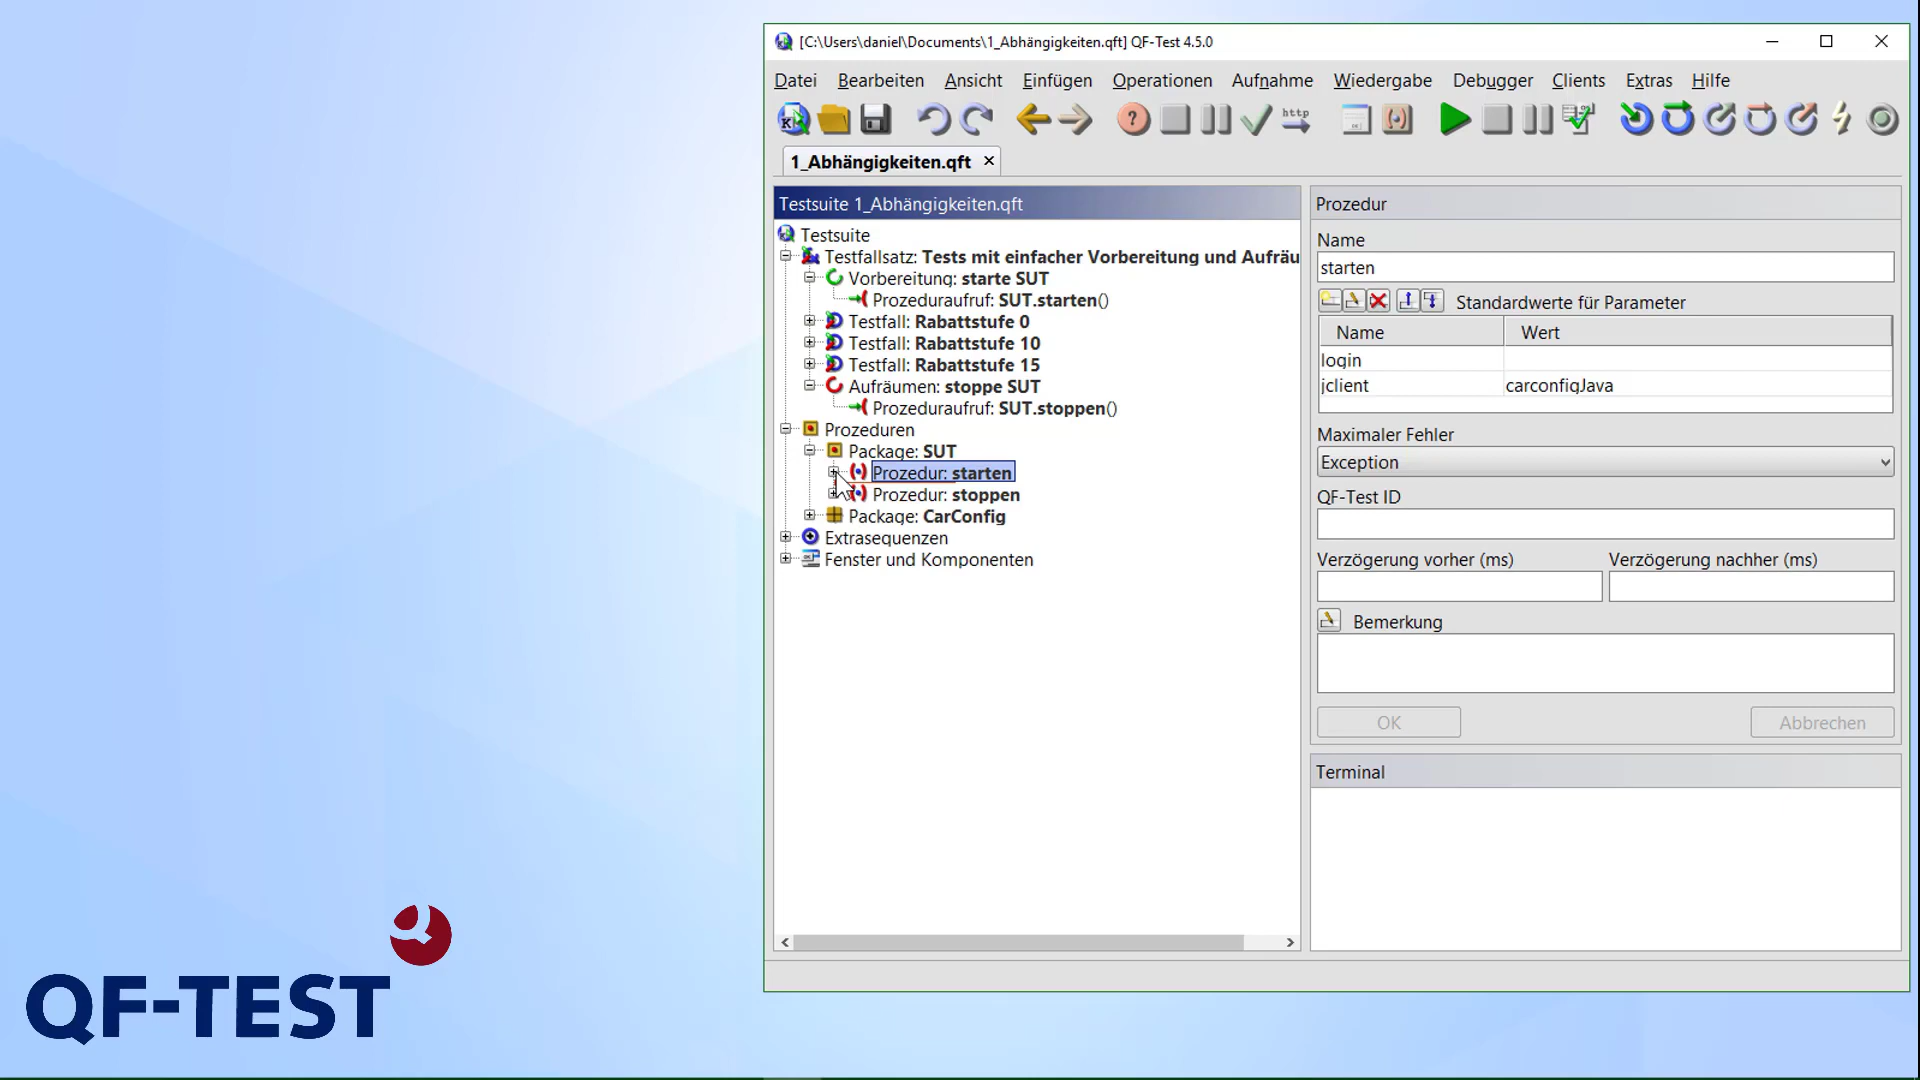 [C:\Users\daniel\Documents\1_Abhängigkeiten.qft] QF-Test 4.5.0
Datei Bearbeiten Ansicht Einfügen Operationen Aufnahme Wiedergabe Debugger Clients Extras Hilfe
http
1_Abhängigkeiten.qft
Testsuite 1_Abhängigkeiten.qft
Testsuite
Testfallsatz: Tests mit einfacher Vorbereitung und Aufräu
Vorbereitung: starte SUT
Prozeduraufruf: SUT.starten()
Testfall: Rabattstufe 0
Testfall: Rabattstufe 10
Testfall: Rabattstufe 15
Aufräumen: stoppe SUT
Prozeduraufruf: SUT.stoppen()
Prozeduren
Package: SUT
Prozedur: starten
Prozedur: stoppen
Package: CarConfig
Extrasequenzen
Fenster und Komponenten
Prozedur
Name
starten
Standardwerte für Parameter
Name Wert
login
jclient carconfigJava
Maximaler Fehler
Exception
QF-Test ID
Verzögerung vorher (ms) Verzögerung nachher (ms)
Bemerkung
OK Abbrechen
Terminal
QF-TEST